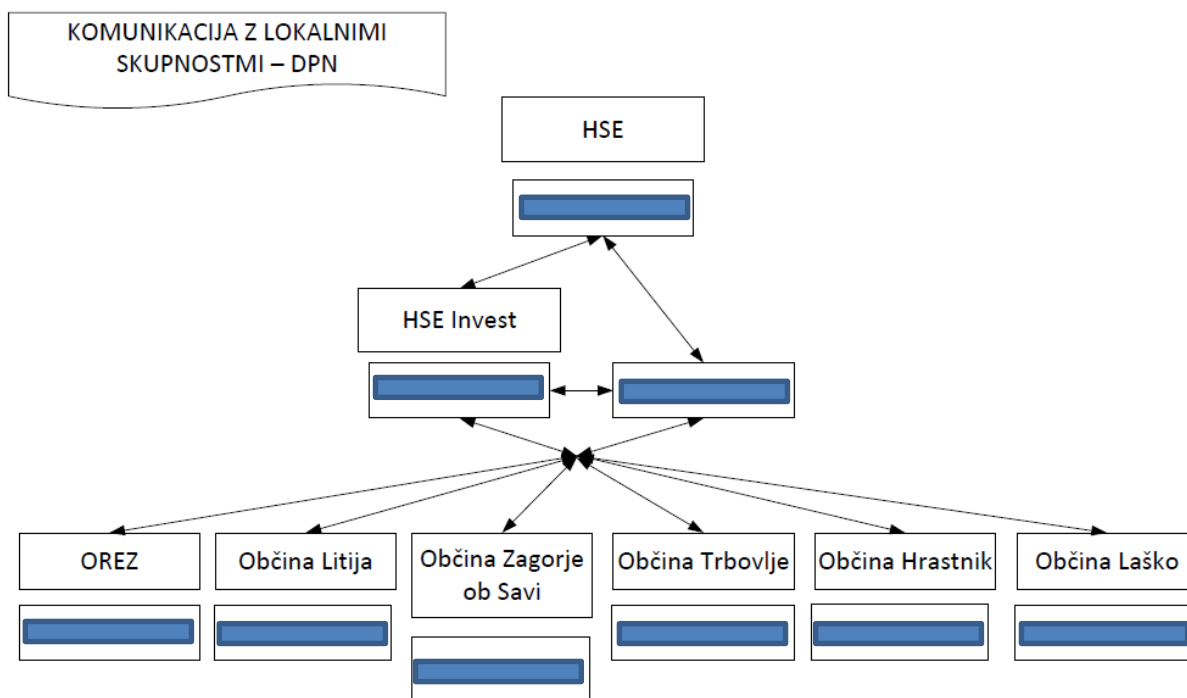 KOMUNIKACIJA Z LOKALNIMI
SKUPNOSTMI – DPN
HSE
HSE Invest
OREZ
Občina Litija
Občina Zagorje
ob Savi
Občina Trbovlje
Občina Hrastnik
Občina Laško